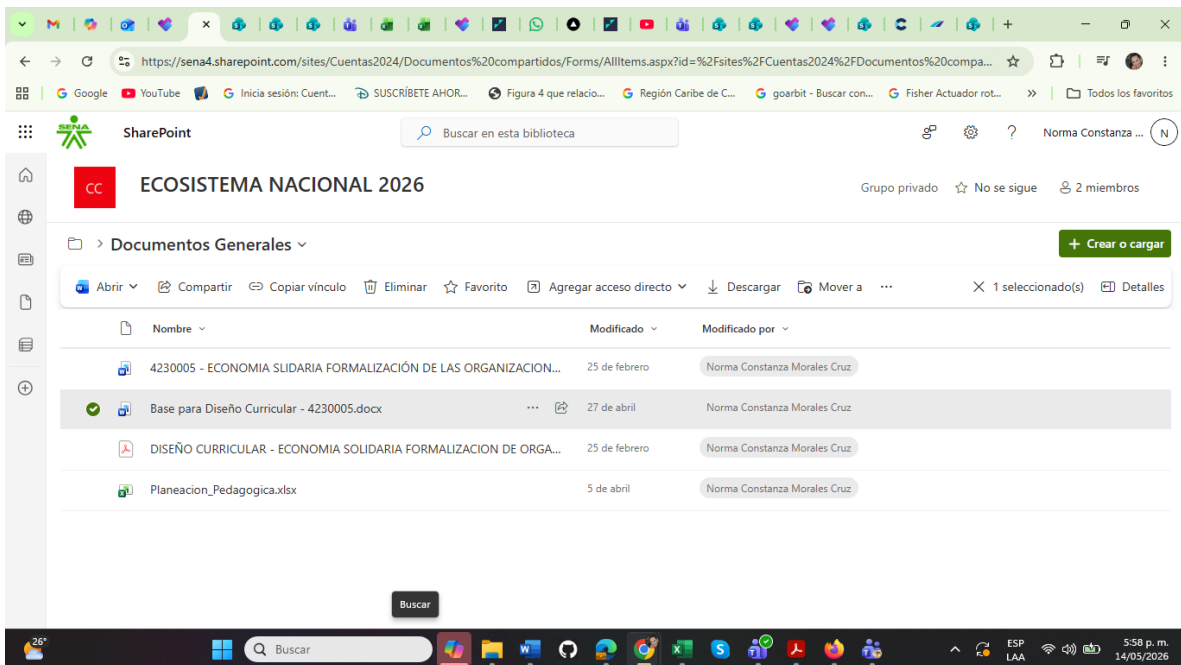 https://sena4.sharepoint.com/sites/Cuentas2024/Documentos%20compartidos/Forms/AllItems.aspx?id=%2Fsites%2FCuentas2024%2FDocumentos%20compa...
Google YouTube Inicia sesión: Cuent... SUSCRÍBETE AHOR... Figura 4 que relacio... Región Caribe de C... goarbit - Buscar con... Fisher Actuador rot... » Todos los favoritos
SENA SharePoint Buscar en esta biblioteca ? Norma Constanza ... N
CC ECOSISTEMA NACIONAL 2026 Grupo privado No se sigue 2 miembros
> Documentos Generales + Crear o cargar
Abrir Compartir Copiar vínculo Eliminar Favorito Agregar acceso directo Descargar Mover a ... 1 seleccionado(s) Detalles
Nombre Modificado Modificado por
4230005 - ECONOMIA SLIDARIA FORMALIZACIÓN DE LAS ORGANIZACION... 25 de febrero Norma Constanza Morales Cruz
Base para Diseño Curricular - 4230005.docx ... 27 de abril Norma Constanza Morales Cruz
DISEÑO CURRICULAR - ECONOMIA SOLIDARIA FORMALIZACION DE ORGA... 25 de febrero Norma Constanza Morales Cruz
Planeacion_Pedagogica.xlsx 5 de abril Norma Constanza Morales Cruz
Buscar
26° Buscar ESP 5:58 p. m.
LAA 14/05/2026